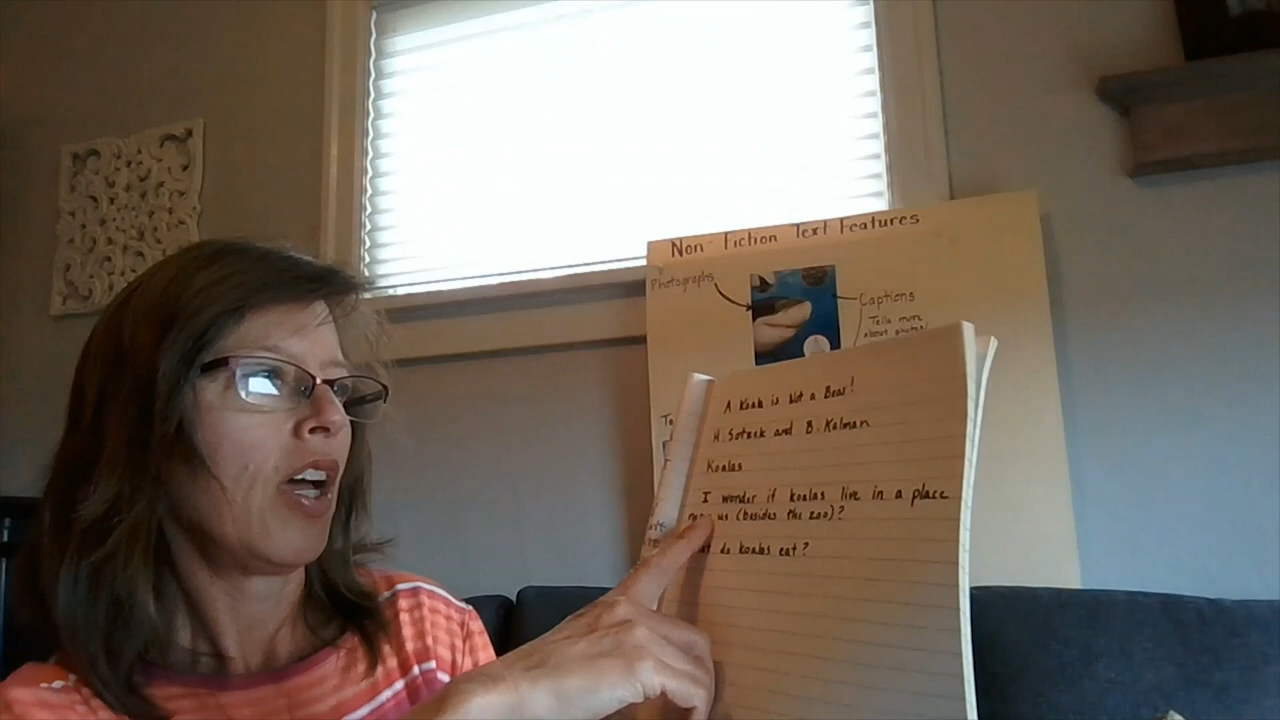 Non-Fiction Text Features
Photographs
Captions
Tells more
about photos!
A Koala is Not a Bear!
H. Sotzek and B. Kalman
Koalas
I wonder if koalas live in a place
us (besides the zoo)?
do koalas eat?